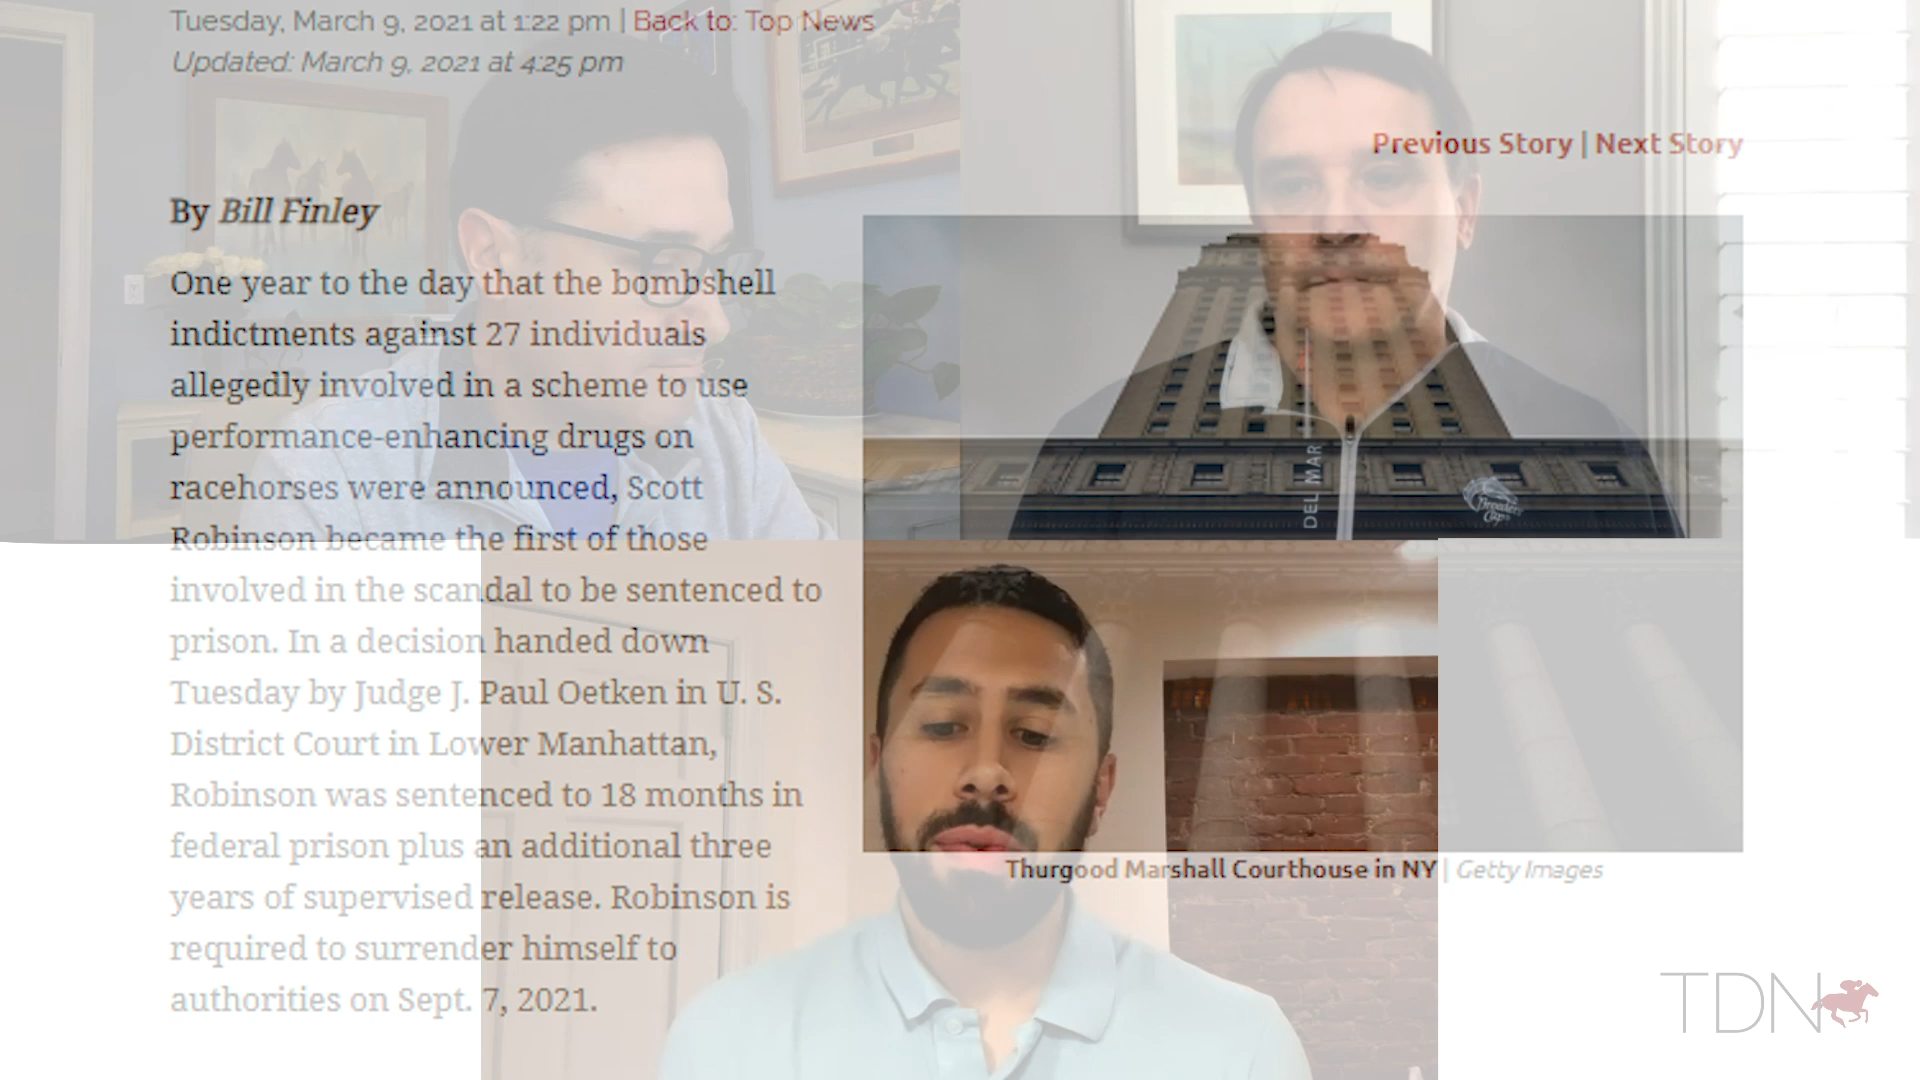 Tuesday, March 9, 2021 at 1:22 pm | Back to: Top News
Updated: March 9, 2021 at 4:25 pm
Previous Story | Next Story
By Bill Finley
One year to the day that the bombshell
indictments against 27 individuals
allegedly involved in a scheme to use
performance-enhancing drugs on
racehorses were announced, Scott
Robinson became the first of those
involved in the scandal to be sentenced to
prison. In a decision handed down
Tuesday by Judge J. Paul Oetken in U. S.
District Court in Lower Manhattan,
Robinson was sentenced to 18 months in
federal prison plus an additional three
years of supervised release. Robinson is
required to surrender himself to
authorities on Sept. 7, 2021.
DEL MAR
Breeders'
Cup
Thurgood Marshall Courthouse in NY | Getty Images
TDN